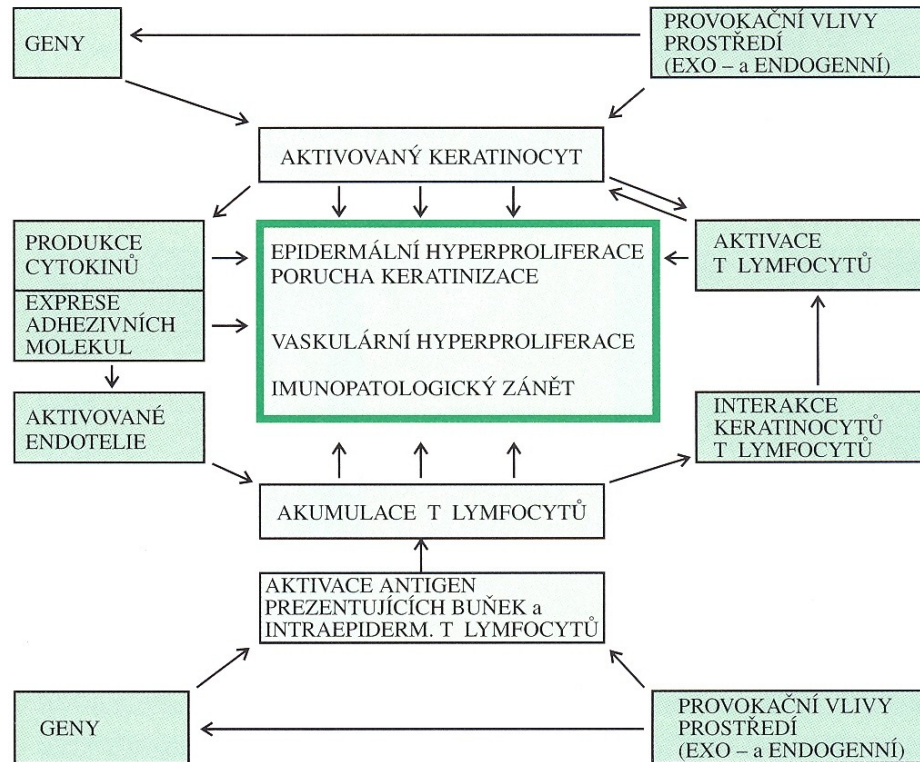 GENY
PROVOKAČNÍ VLIVY
PROSTŘEDÍ
(EXO – a ENDOGENNÍ)
AKTIVOVANÝ KERATINOCYT
PRODUKCE
CYTOKINŮ
EXPRESE
ADHEZIVNÍCH
MOLEKUL
AKTIVOVANÉ
ENDOTELIE
EPIDERMÁLNÍ HYPERPROLIFERACE
PORUCHA KERATINIZACE
VASKULÁRNÍ HYPERPROLIFERACE
IMUNOPATOLOGICKÝ ZÁNĚT
AKTIVACE
T LYMFOCYTŮ
INTERAKCE
KERATINOCYTŮ
T LYMFOCYTŮ
AKUMULACE T LYMFOCYTŮ
AKTIVACE ANTIGEN
PREZENTUJÍCÍCH BUŇEK a
INTRAEPIDERM. T LYMFOCYTŮ
GENY
PROVOKAČNÍ VLIVY
PROSTŘEDÍ
(EXO – a ENDOGENNÍ)